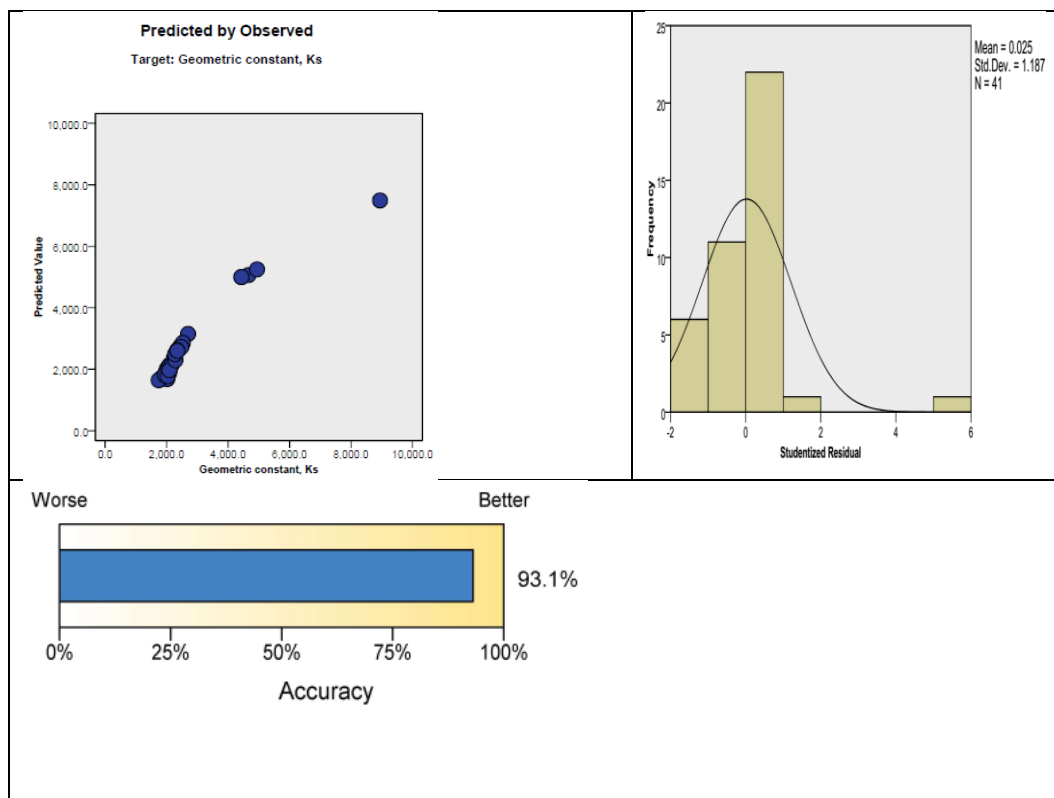 Predicted by Observed
Target: Geometric constant, Ks
10,000.0
8,000.0
6,000.0
4,000.0
2,000.0
0.0
Predicted Value
0.0 2,000.0 4,000.0 6,000.0 8,000.0 10,000.0
Geometric constant, Ks
25
20
15
10
5
0
Frequency
-2 0 2 4 6
Studentized Residual
Mean = 0.025
Std.Dev. = 1.187
N = 41
Worse Better
93.1%
0% 25% 50% 75% 100%
Accuracy